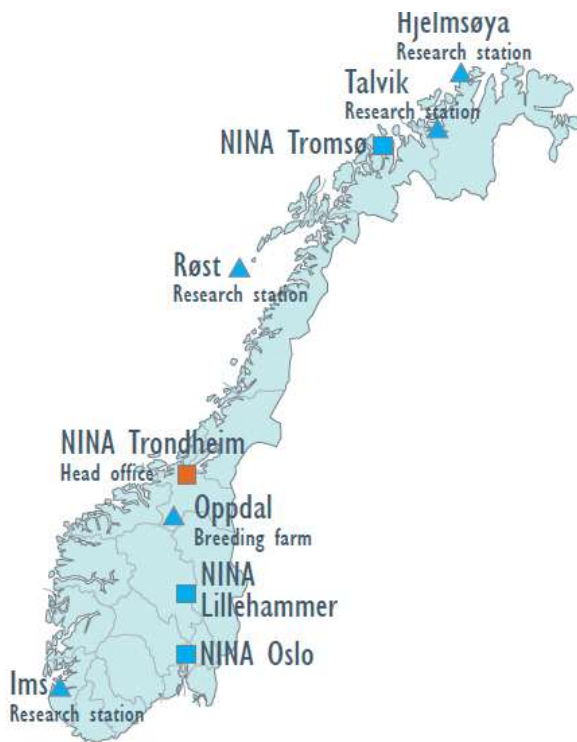 Hjelmsøya
Research station
Talvik
Research station
NINA Tromsø
Røst
Research station
NINA Trondheim
Head office
Oppdal
Breeding farm
NINA
Lillehammer
NINA Oslo
Ims
Research station